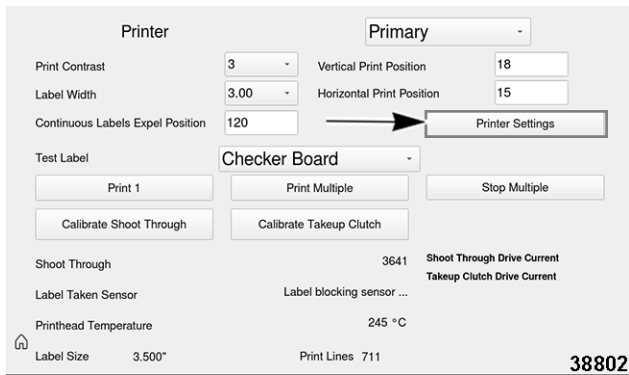 Printer Primary
Print Contrast 3 Vertical Print Position 18
Label Width 3.00 Horizontal Print Position 15
Continuous Labels Expel Position 120 Printer Settings
Test Label Checker Board
Print 1 Print Multiple Stop Multiple
Calibrate Shoot Through Calibrate Takeup Clutch
Shoot Through 3641 Shoot Through Drive Current
Takeup Clutch Drive Current
Label Taken Sensor Label blocking sensor ...
Printhead Temperature 245 °C
Label Size 3.500" Print Lines 711
38802